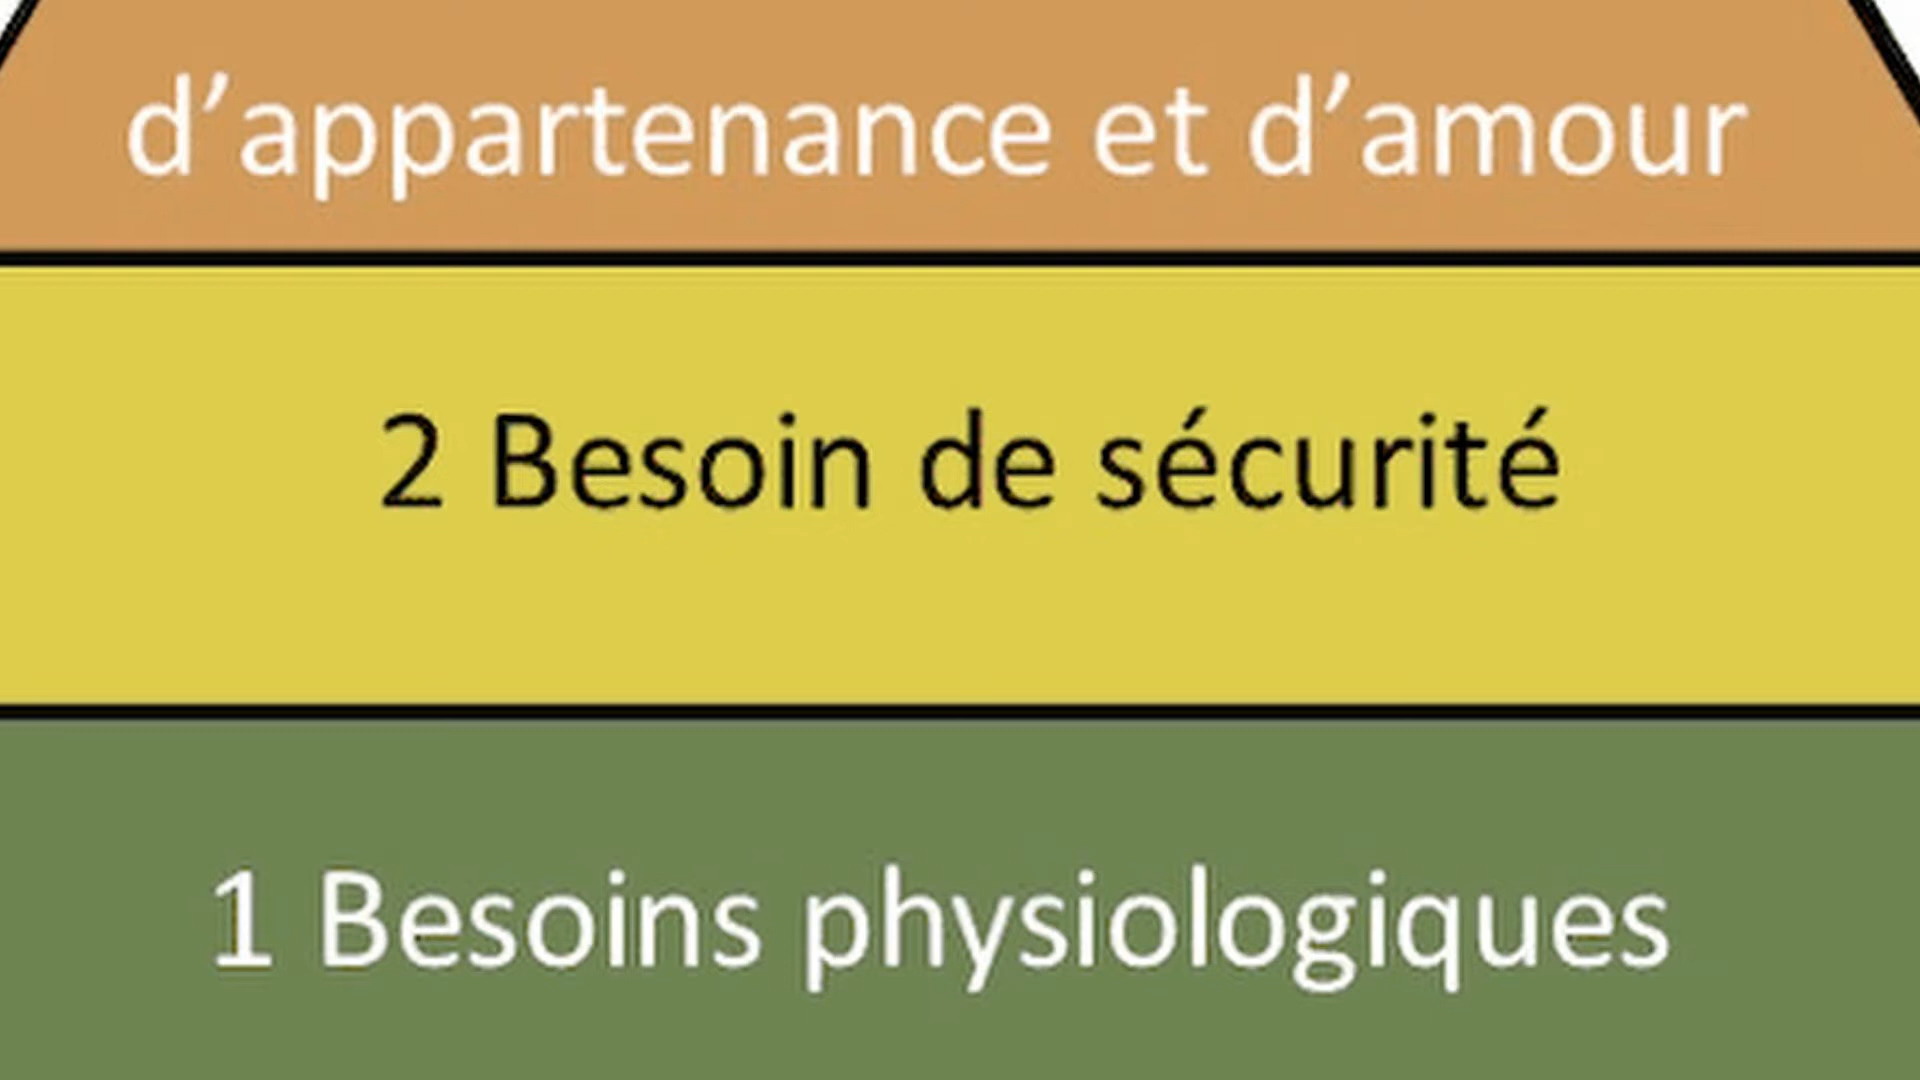 d’appartenance et d’amour
2 Besoin de sécurité
1 Besoins physiologiques